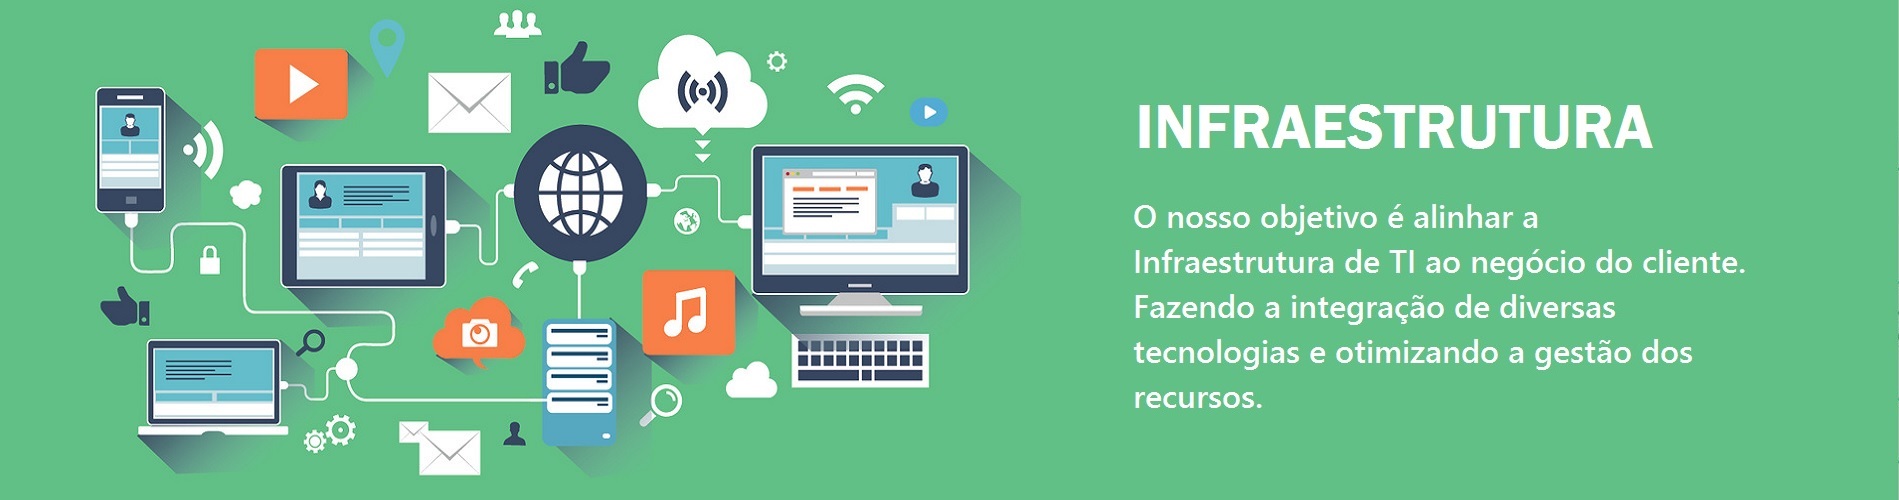 INFRAESTRUTURA
O nosso objetivo é alinhar a
Infraestrutura de TI ao negócio do cliente.
Fazendo a integração de diversas
tecnologias e otimizando a gestão dos
recursos.